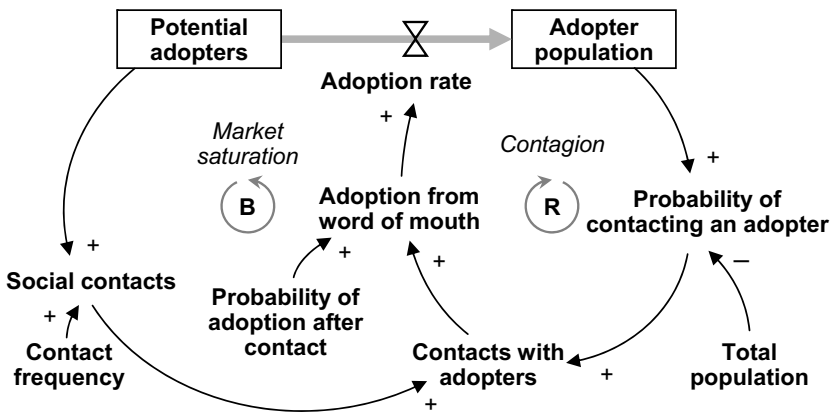 Potential
adopters
Adopter
population
Adoption rate
+
Market
saturation
Contagion
+
B
Adoption from
word of mouth
R
Probability of
contacting an adopter
+
+
+
–
Social contacts
+
Probability of
adoption after
contact
Contact
frequency
Contacts with
adopters
+
Total
population
+